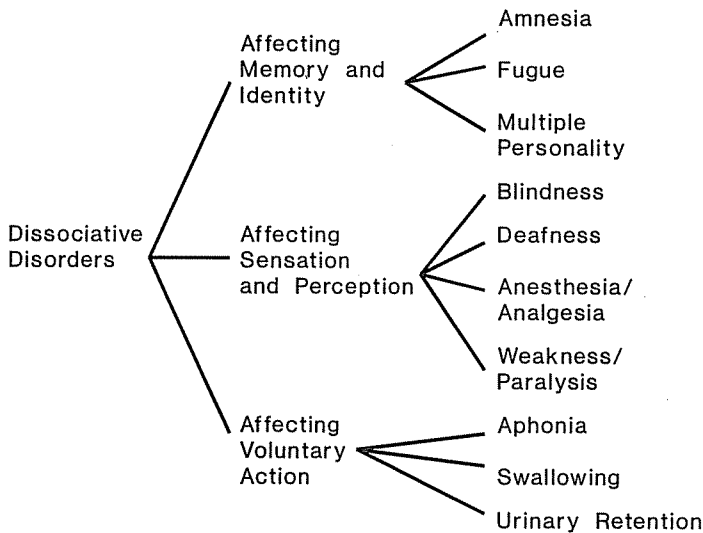 Dissociative
Disorders
Affecting
Memory and
Identity
Amnesia
Fugue
Multiple
Personality
Affecting
Sensation
and Perception
Blindness
Deafness
Anesthesia/
Analgesia
Weakness/
Paralysis
Affecting
Voluntary
Action
Aphonia
Swallowing
Urinary Retention